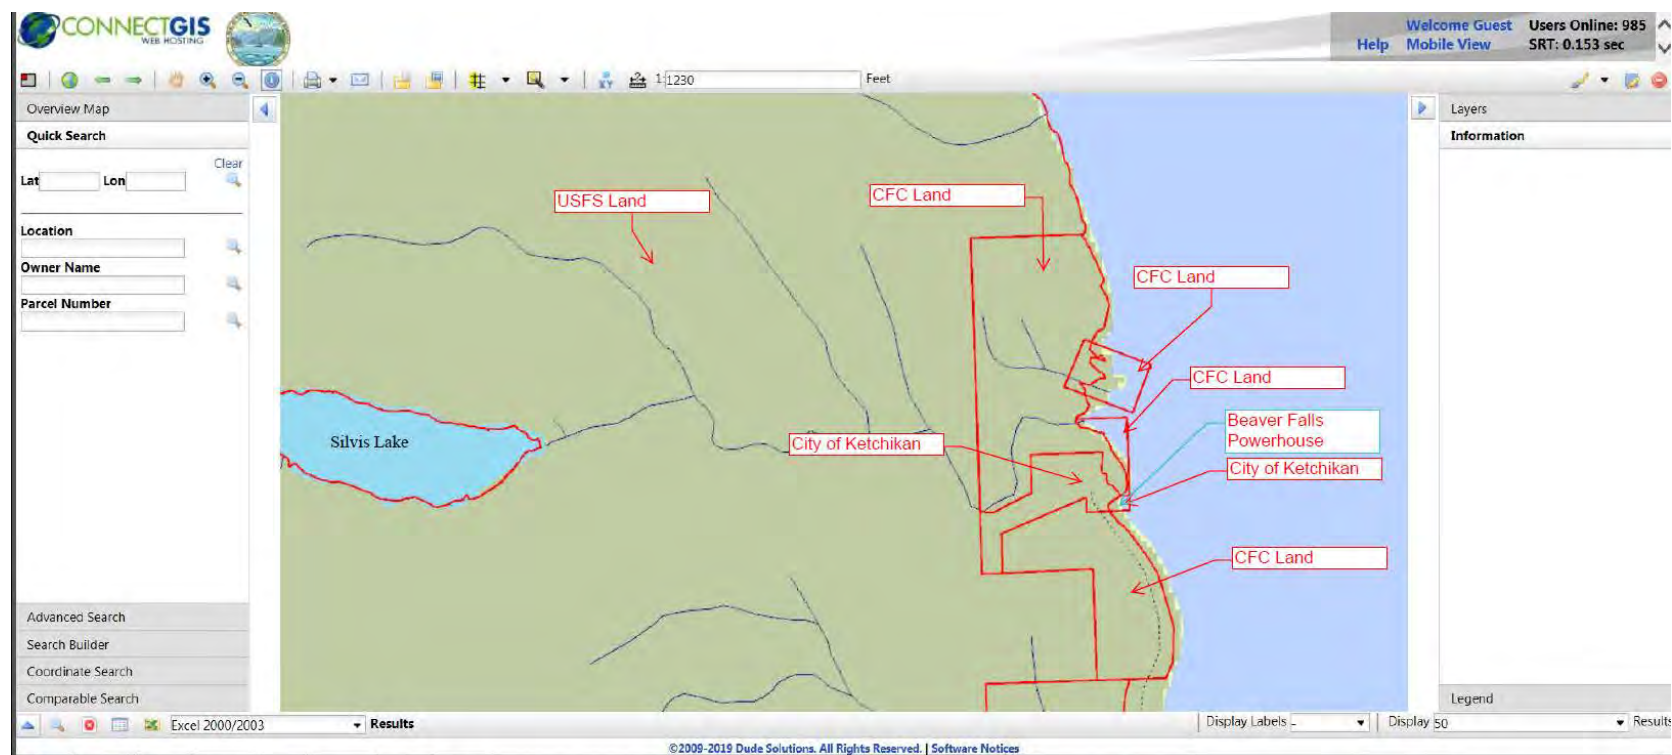 CONNECTGIS
WEB HOSTING
Welcome Guest
Users Online: 985
Help
Mobile View
SRT: 0.153 sec
1:1230
Feet
Overview Map
Quick Search
Clear
Lat
Lon
Location
Owner Name
Parcel Number
Advanced Search
Search Builder
Coordinate Search
Comparable Search
USFS Land
CFC Land
CFC Land
CFC Land
Beaver Falls
Powerhouse
City of Ketchikan
City of Ketchikan
Silvis Lake
CFC Land
Layers
Information
Legend
Excel 2000/2003
Results
Display Labels -
Display 50
Results
©2009-2019 Dude Solutions. All Rights Reserved. | Software Notices